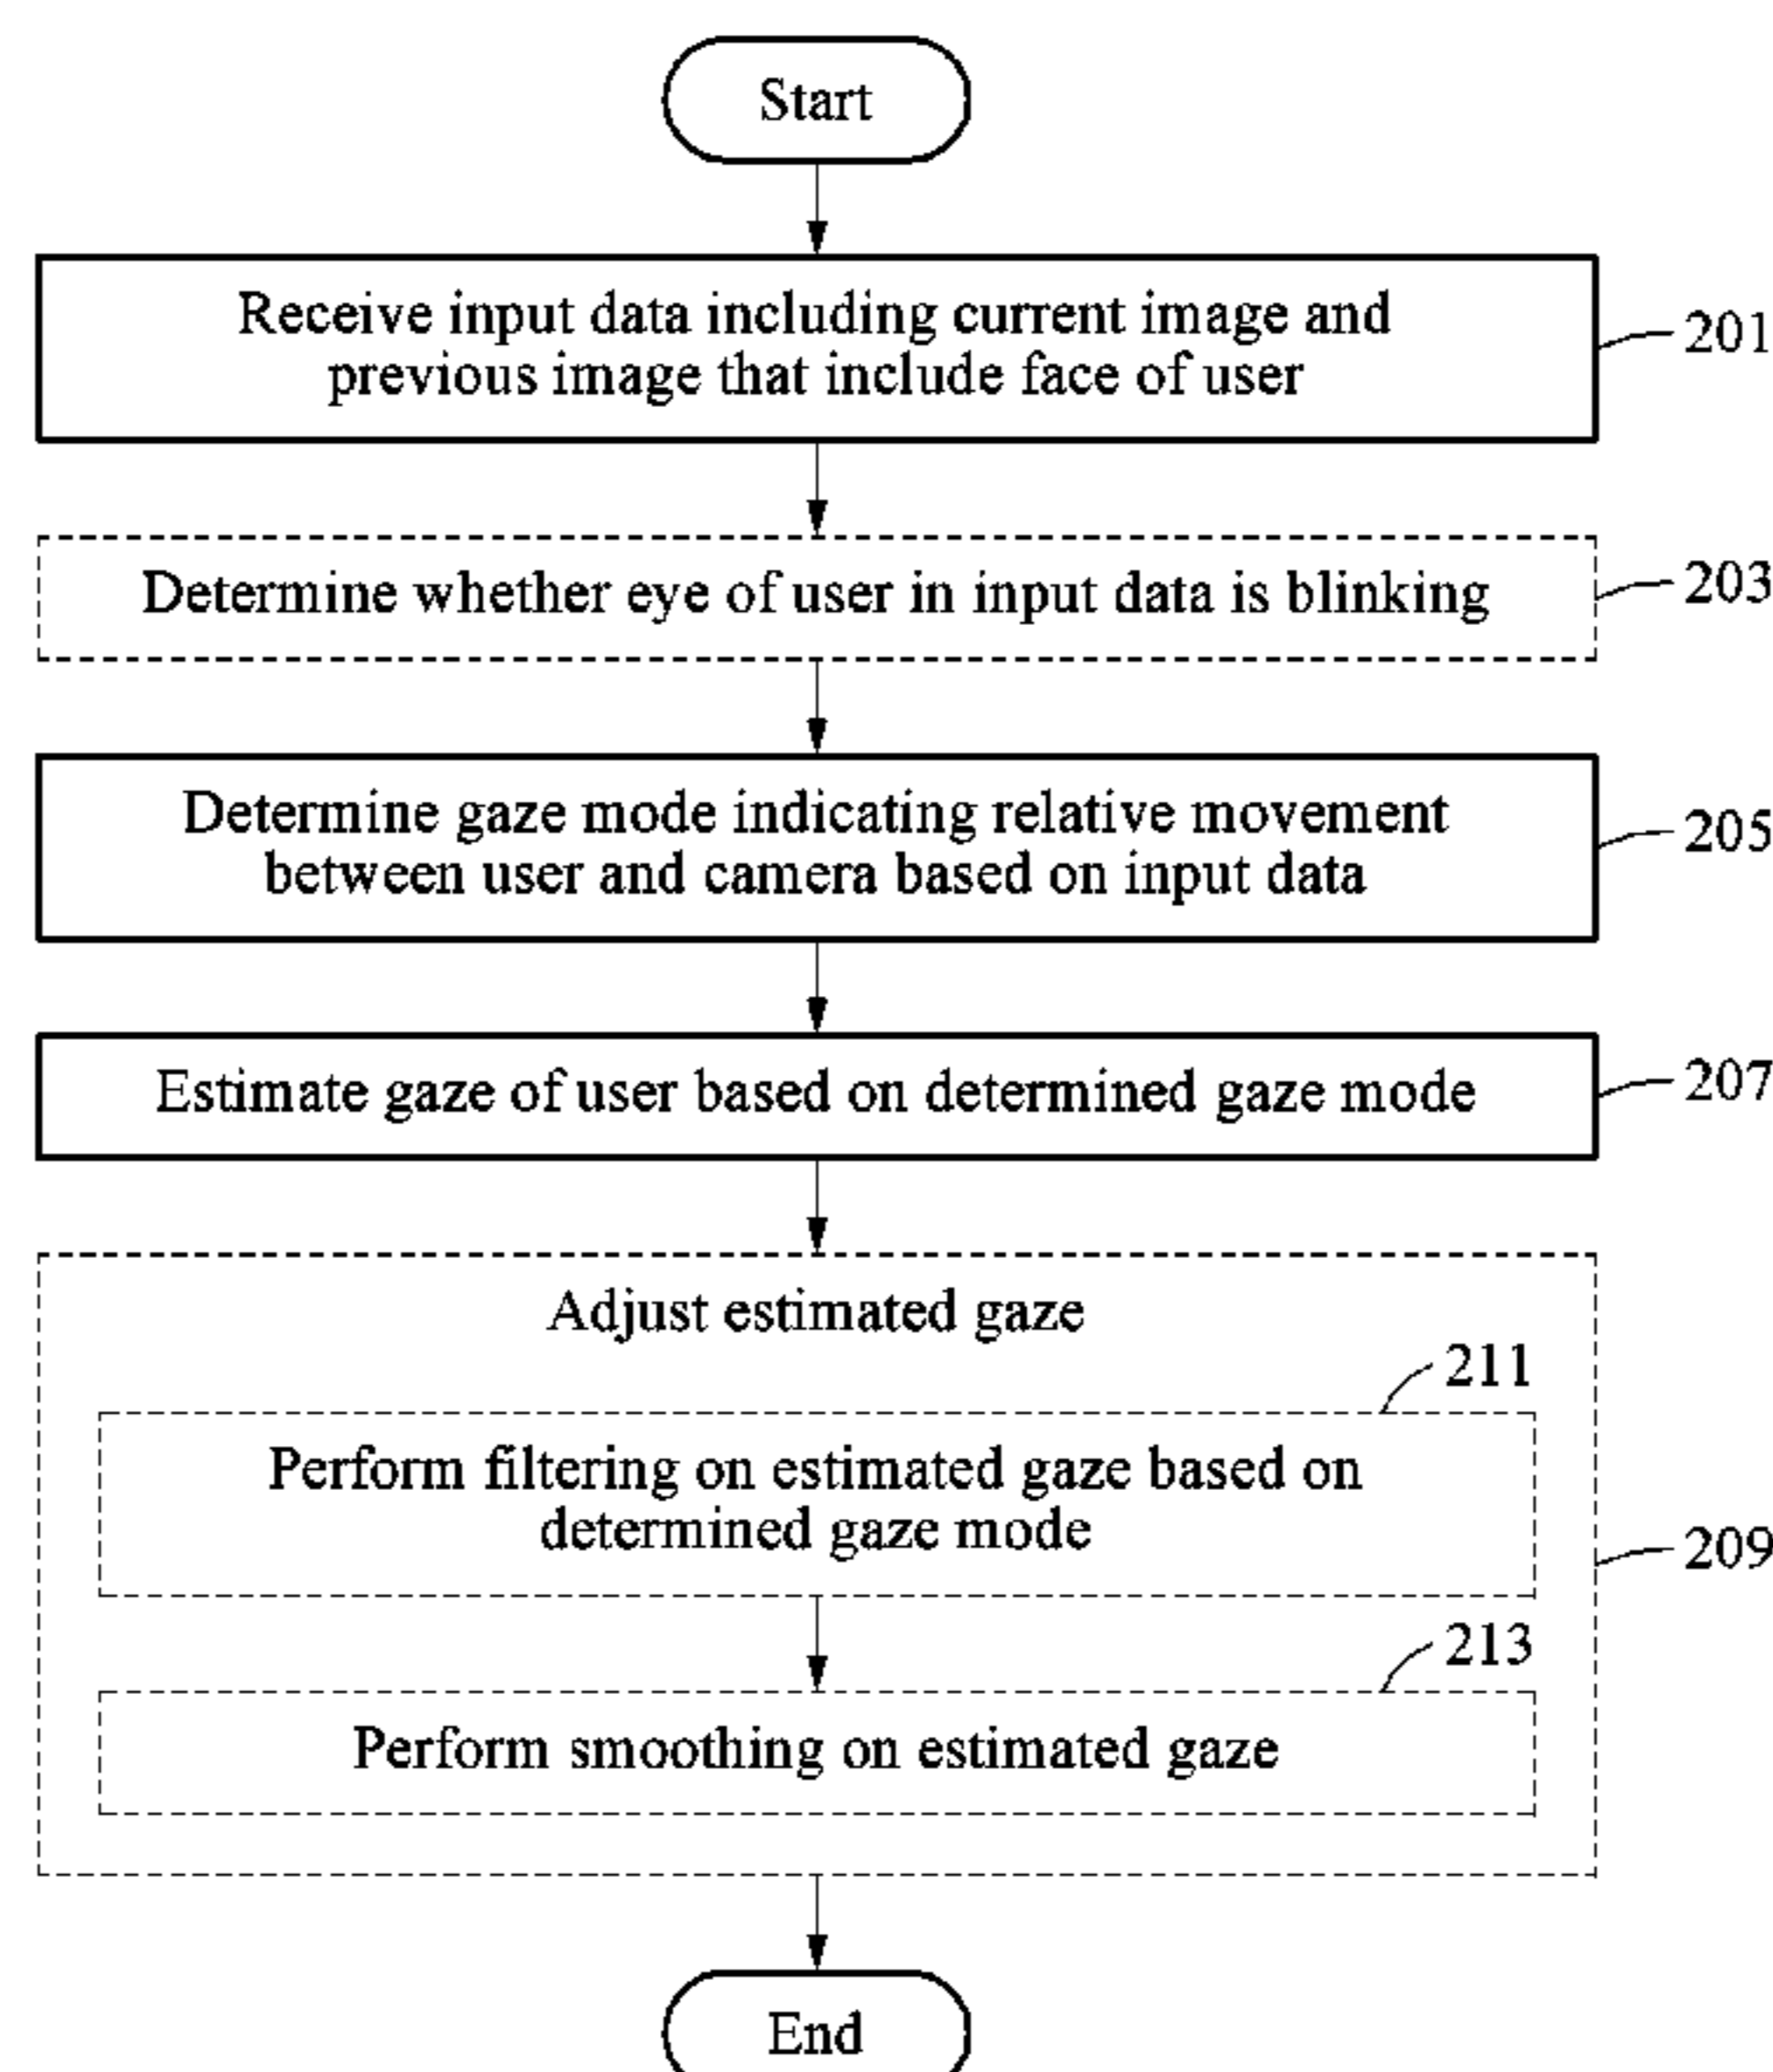 Start
Receive input data including current image and
previous image that include face of user
201
Determine whether eye of user in input data is blinking
203
Determine gaze mode indicating relative movement
between user and camera based on input data
205
Estimate gaze of user based on determined gaze mode
207
Adjust estimated gaze
211
Perform filtering on estimated gaze based on
determined gaze mode
209
213
Perform smoothing on estimated gaze
End